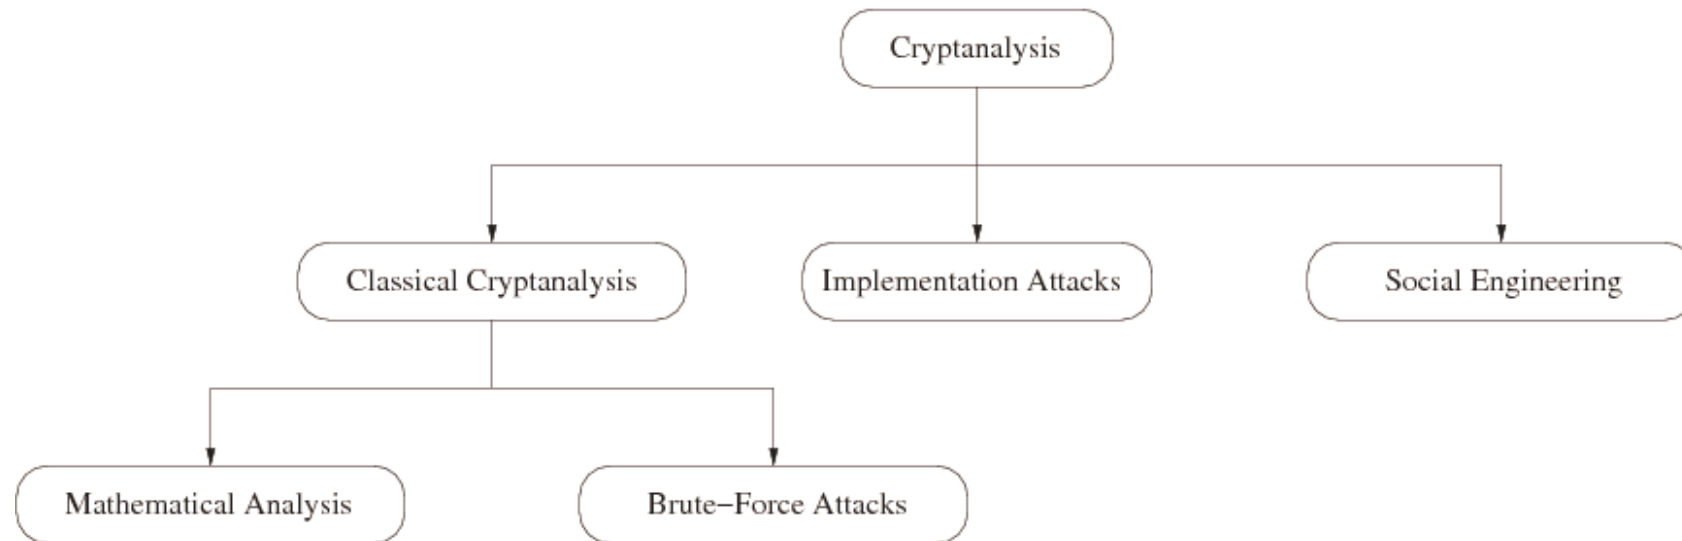 Cryptanalysis
Classical Cryptanalysis
Implementation Attacks
Social Engineering
Mathematical Analysis
Brute−Force Attacks